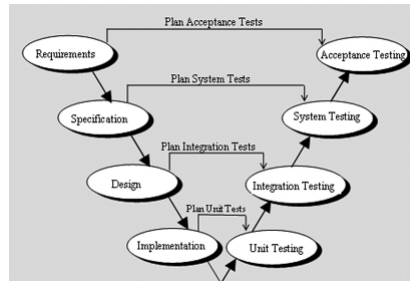 Plan Acceptance Tests
Requirements
Acceptance Testing
Plan System Tests
Specification
System Testing
Plan Integration Tests
Design
Integration Testing
Plan Unit Tests
Implementation
Unit Testing